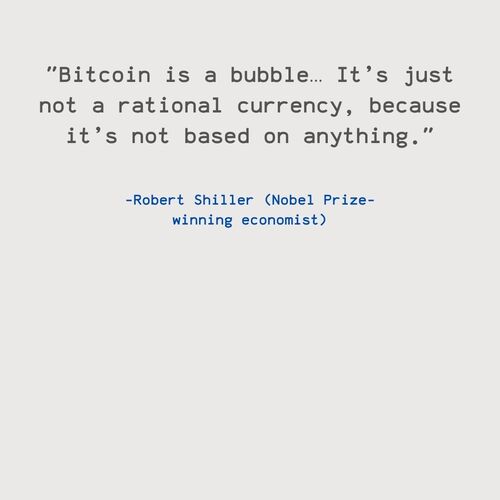 "Bitcoin is a bubble… It's just
not a rational currency, because
it's not based on anything."
-Robert Shiller (Nobel Prize-
winning economist)